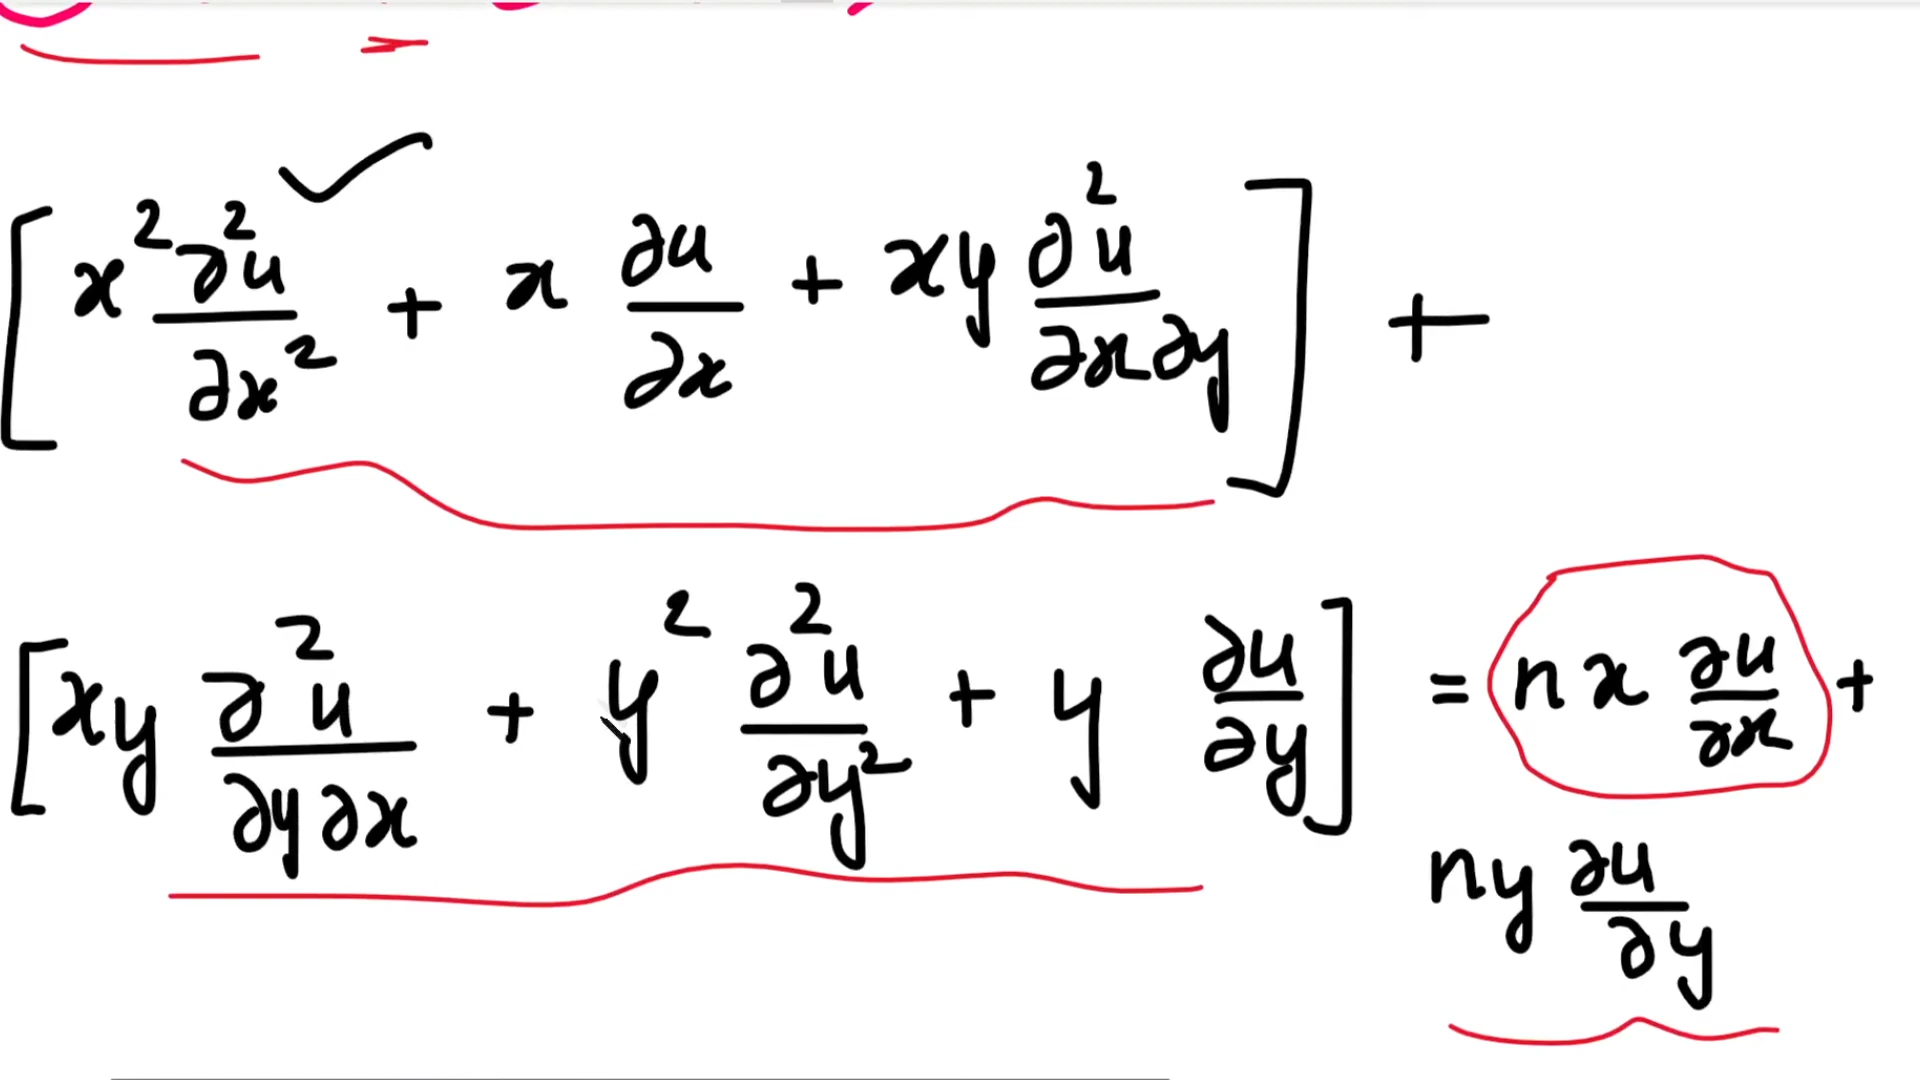 [x² ∂²u/∂x² + x ∂u/∂x + xy ∂²u/∂x∂y] +
[xy ∂²u/∂y∂x + y² ∂²u/∂y² + y ∂u/∂y] = nx ∂u/∂x +
ny ∂u/∂y